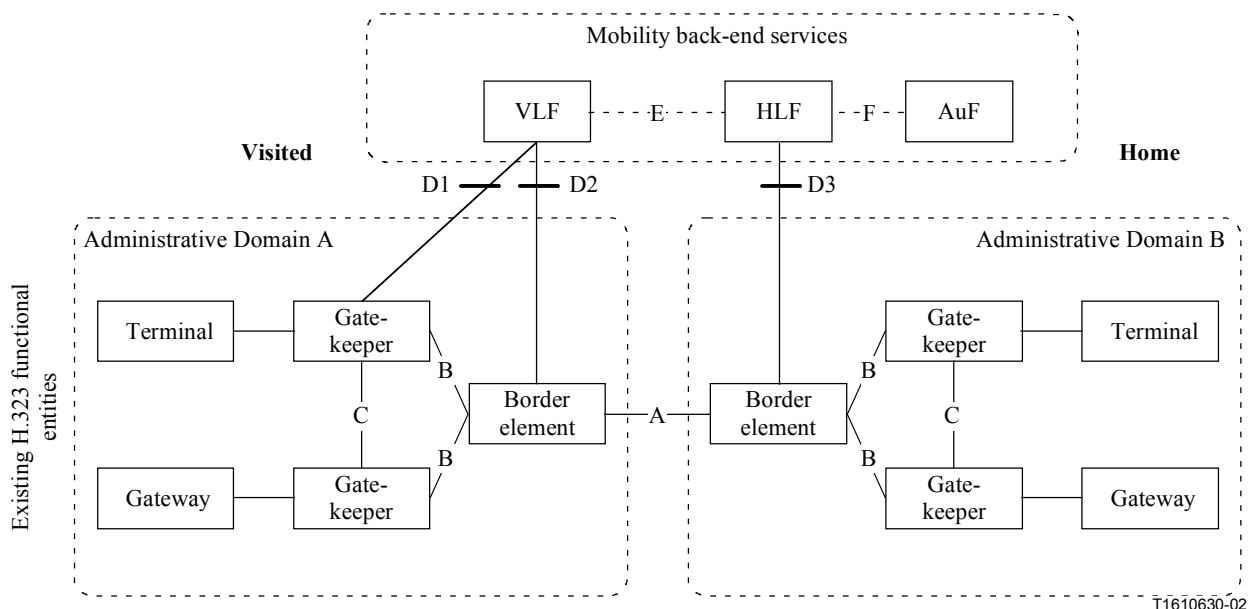 Mobility back-end services
VLF
E
HLF
F
AuF
Visited
Home
D1
D2
D3
Administrative Domain A
Administrative Domain B
Existing H.323 functional
entities
Terminal
Gate-
keeper
B
C
Border
element
A
B
Gateway
Gate-
keeper
Border
element
B
Gate-
keeper
Terminal
C
B
Gate-
keeper
Gateway
T1610630-02